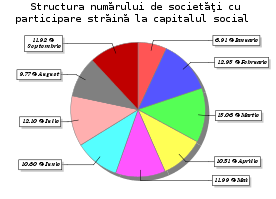 Structura numărului de societăţi cu
participare străină la capitalul social
11.92 %
Septembrie
6.91 % Ianuarie
9.77 % August
12.95 % Februarie
12.10 % Iulie
15.06 % Martie
10.60 % Iunie
10.51 % Aprilie
11.99 % Mai